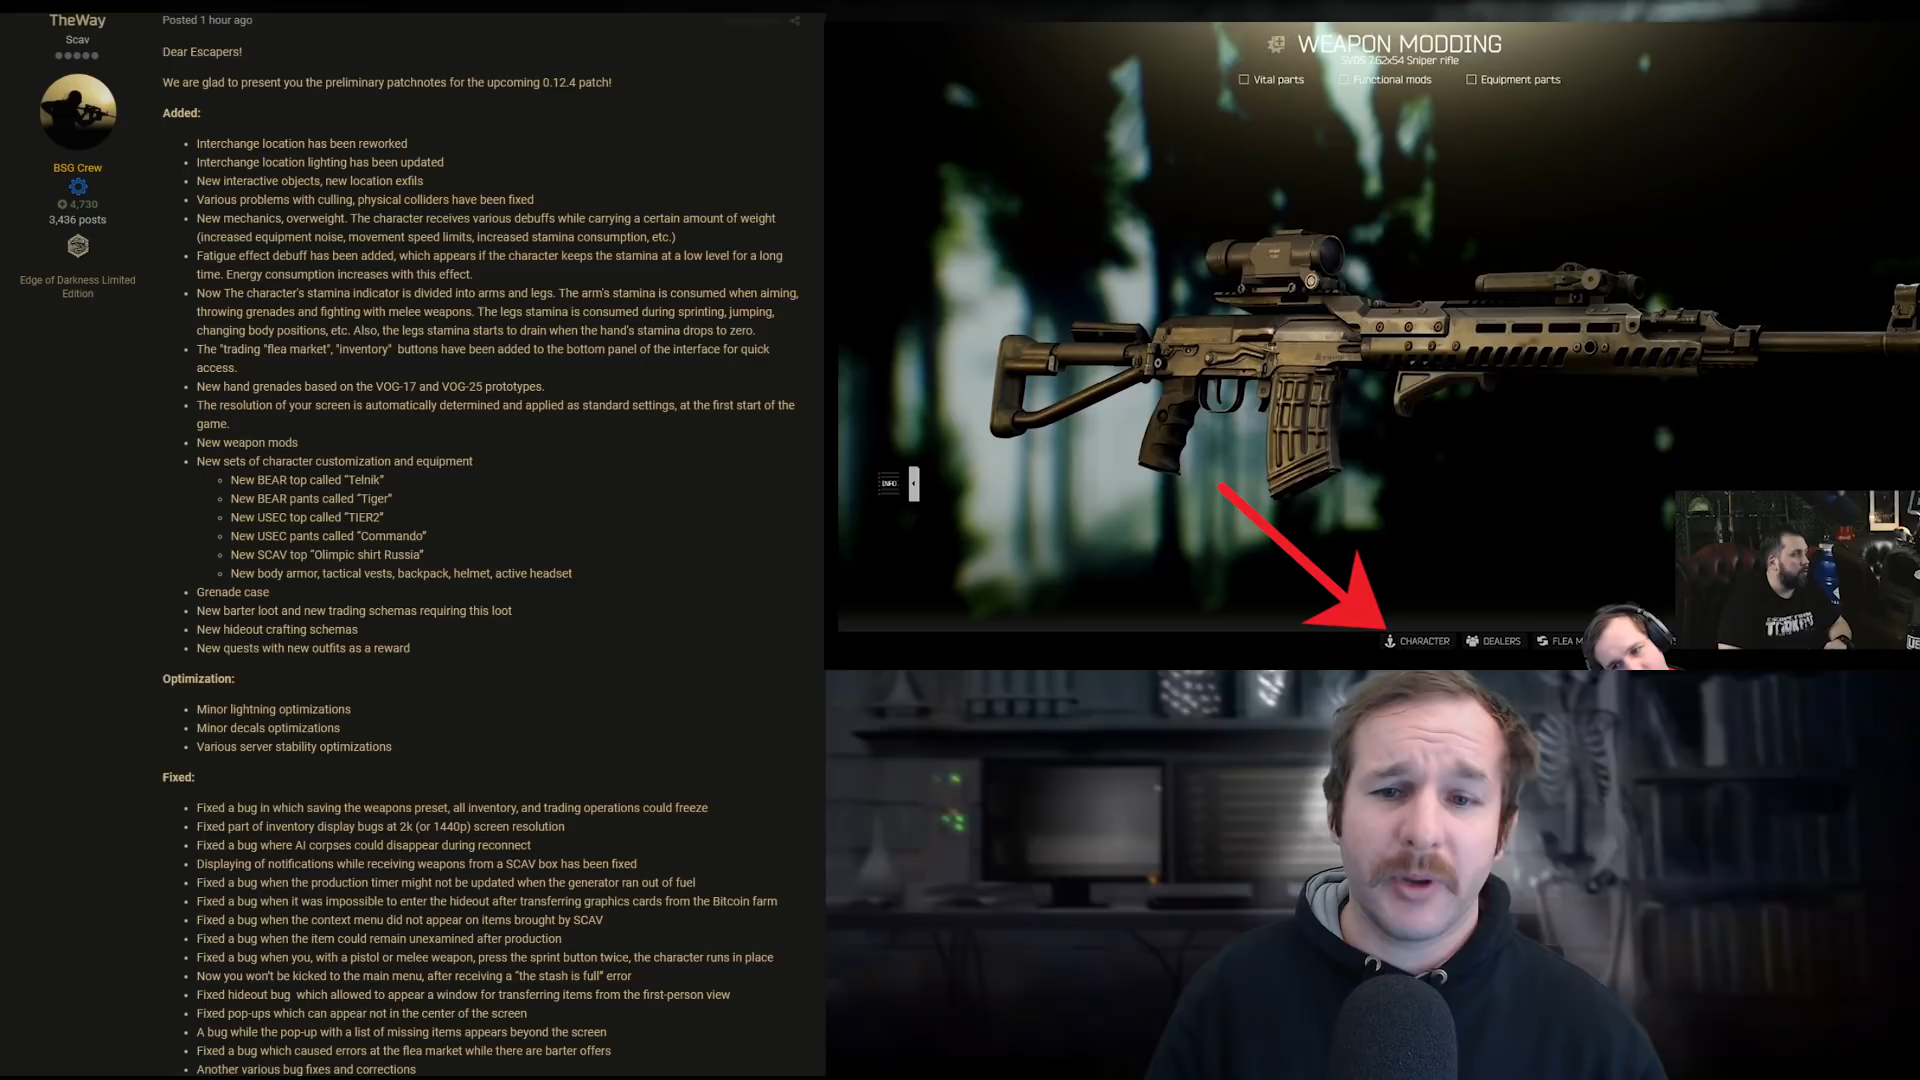 TheWay
Scav
BSG Crew
4,730
3,436 posts
Edge of Darkness Limited
Edition
Posted 1 hour ago
Dear Escapers!
We are glad to present you the preliminary patchnotes for the upcoming 0.12.4 patch!
Added:
Interchange location has been reworked
Interchange location lighting has been updated
New interactive objects, new location exfils
Various problems with culling, physical colliders have been fixed
New mechanics, overweight. The character receives various debuffs while carrying a certain amount of weight
(increased equipment noise, movement speed limits, increased stamina consumption, etc.)
Fatigue effect debuff has been added, which appears if the character keeps the stamina at a low level for a long
time. Energy consumption increases with this effect.
Now The character's stamina indicator is divided into arms and legs. The arm's stamina is consumed when aiming,
throwing grenades and fighting with melee weapons. The legs stamina is consumed during sprinting, jumping,
changing body positions, etc. Also, the legs stamina starts to drain when the hand's stamina drops to zero.
The "trading "flea market", "inventory"  buttons have been added to the bottom panel of the interface for quick
access.
New hand grenades based on the VOG-17 and VOG-25 prototypes.
The resolution of your screen is automatically determined and applied as standard settings, at the first start of the
game.
New weapon mods
New sets of character customization and equipment
New BEAR top called “Telnik”
New BEAR pants called “Tiger”
New USEC top called “TIER2”
New USEC pants called “Commando”
New SCAV top “Olimpic shirt Russia”
New body armor, tactical vests, backpack, helmet, active headset
Grenade case
New barter loot and new trading schemas requiring this loot
New hideout crafting schemas
New quests with new outfits as a reward
Optimization:
Minor lightning optimizations
Minor decals optimizations
Various server stability optimizations
Fixed:
Fixed a bug in which saving the weapons preset, all inventory, and trading operations could freeze
Fixed part of inventory display bugs at 2k (or 1440p) screen resolution
Fixed a bug where AI corpses could disappear during reconnect
Displaying of notifications while receiving weapons from a SCAV box has been fixed
Fixed a bug when the production timer might not be updated when the generator ran out of fuel
Fixed a bug when it was impossible to enter the hideout after transferring graphics cards from the Bitcoin farm
Fixed a bug when the context menu did not appear on items brought by SCAV
Fixed a bug when the item could remain unexamined after production
Fixed a bug when you, with a pistol or melee weapon, press the sprint button twice, the character runs in place
Now you won’t be kicked to the main menu, after receiving a “the stash is full” error
Fixed hideout bug  which allowed to appear a window for transferring items from the first-person view
Fixed pop-ups which can appear not in the center of the screen
A bug while the pop-up with a list of missing items appears beyond the screen
Fixed a bug which caused errors at the flea market while there are barter offers
Another various bug fixes and corrections
WEAPON MODDING
SVDS 7.62x54 Sniper rifle
Vital parts
Functional mods
Equipment parts
INFO
CHARACTER
DEALERS
FLEA M
TARKOV